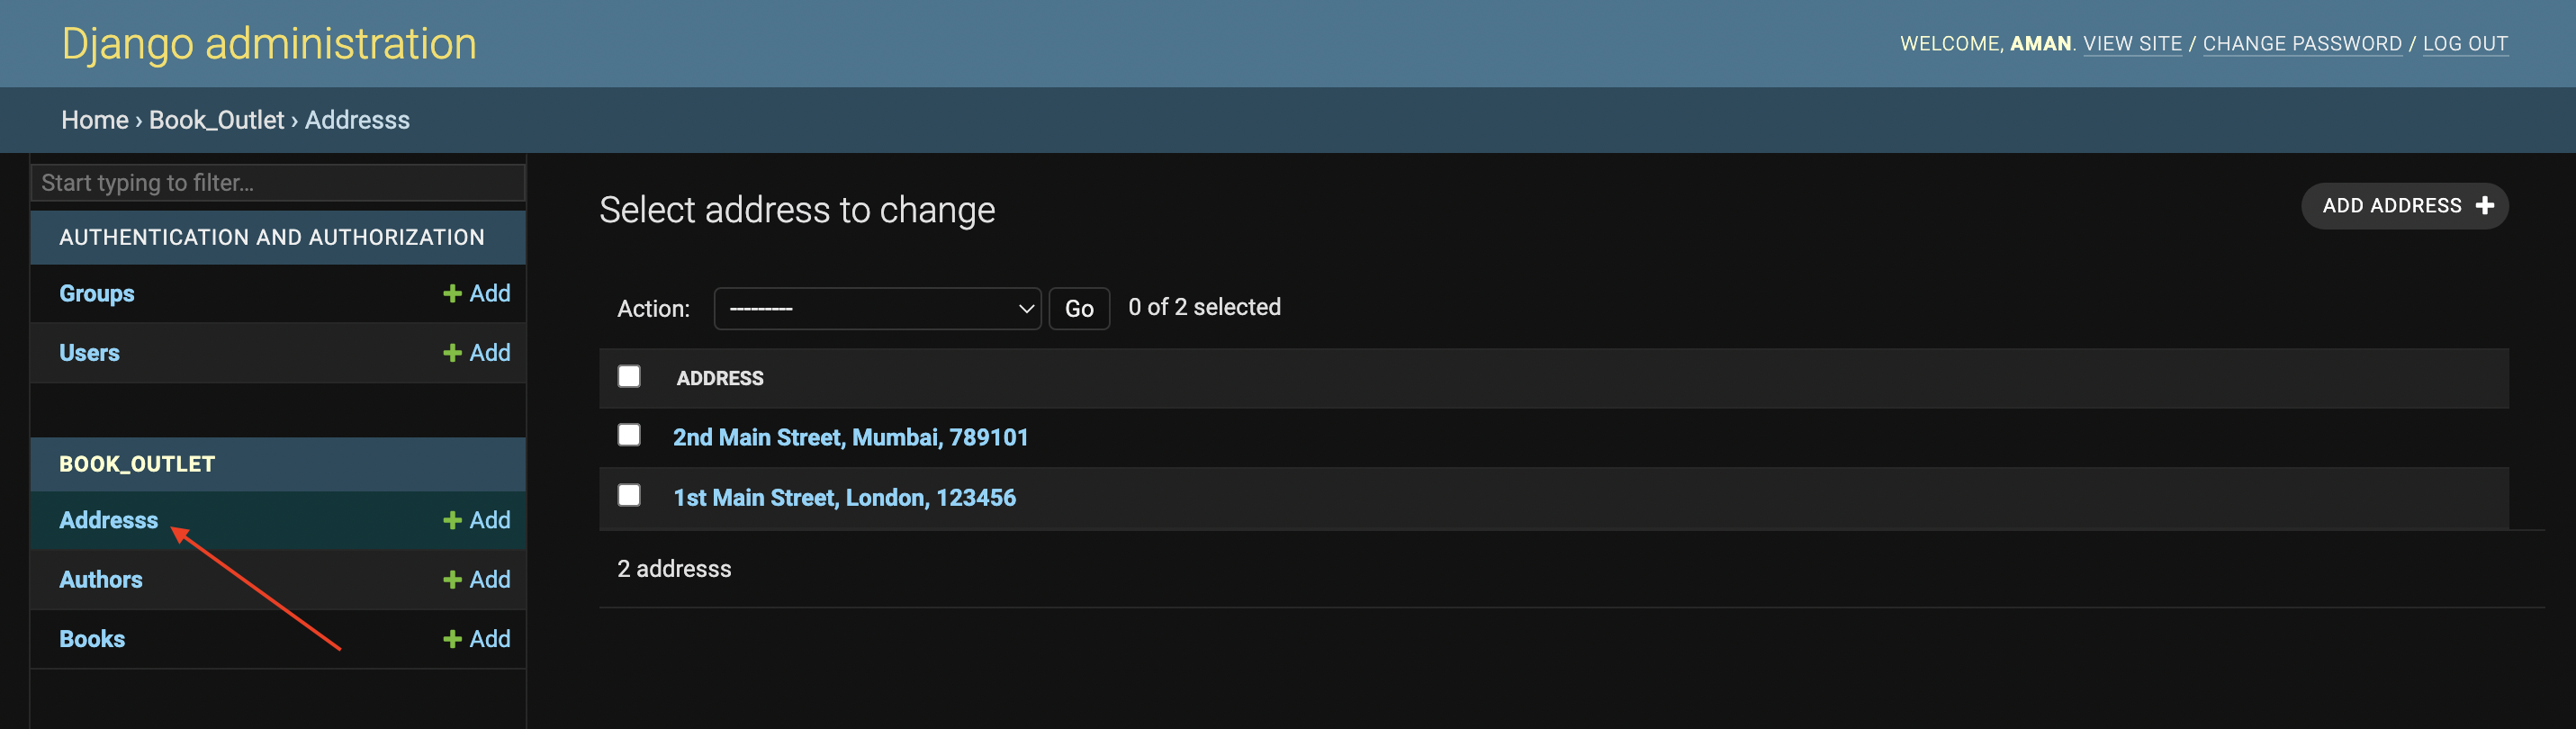 Django administration
WELCOME, AMAN. VIEW SITE / CHANGE PASSWORD / LOG OUT
Home › Book_Outlet › Addresss
Start typing to filter...
AUTHENTICATION AND AUTHORIZATION
Groups + Add
Users + Add
BOOK_OUTLET
Addresss + Add
Authors + Add
Books + Add
Select address to change
ADD ADDRESS +
Action: --------- Go 0 of 2 selected
ADDRESS
2nd Main Street, Mumbai, 789101
1st Main Street, London, 123456
2 addresss